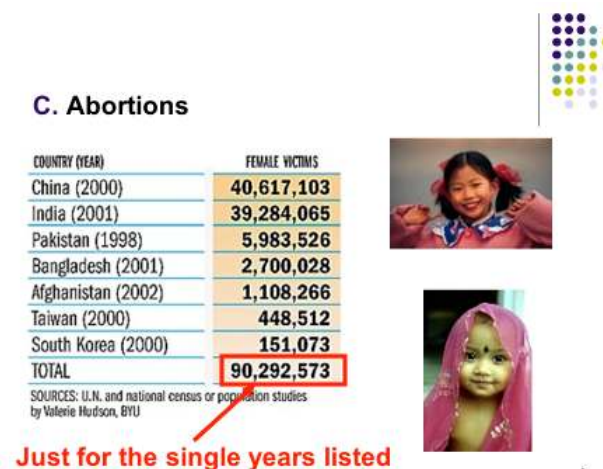 C. Abortions
COUNTRY (YEAR) FEMALE VICTIMS
China (2000) 40,617,103
India (2001) 39,284,065
Pakistan (1998) 5,983,526
Bangladesh (2001) 2,700,028
Afghanistan (2002) 1,108,266
Taiwan (2000) 448,512
South Korea (2000) 151,073
TOTAL 90,292,573
SOURCES: U.N. and national census or population studies
by Valerie Hudson, BYU
Just for the single years listed